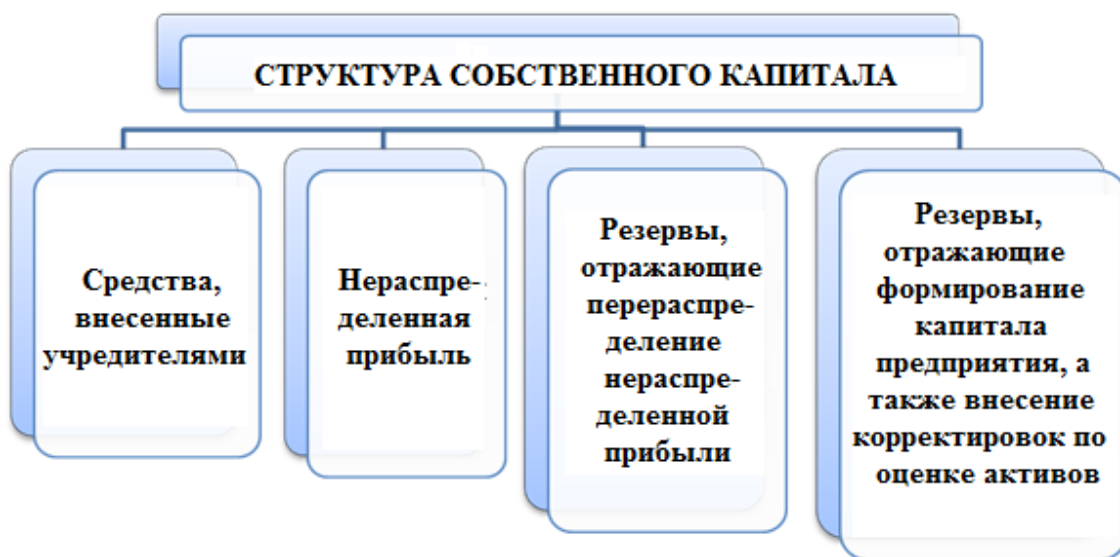 СТРУКТУРА СОБСТВЕННОГО КАПИТАЛА
Средства,
внесенные
учредителями
Нераспре-
деленная
прибыль
Резервы,
отражающие
перераспре-
деление
нераспре-
деленной
прибыли
Резервы,
отражающие
формирование
капитала
предприятия, а
также внесение
корректировок по
оценке активов